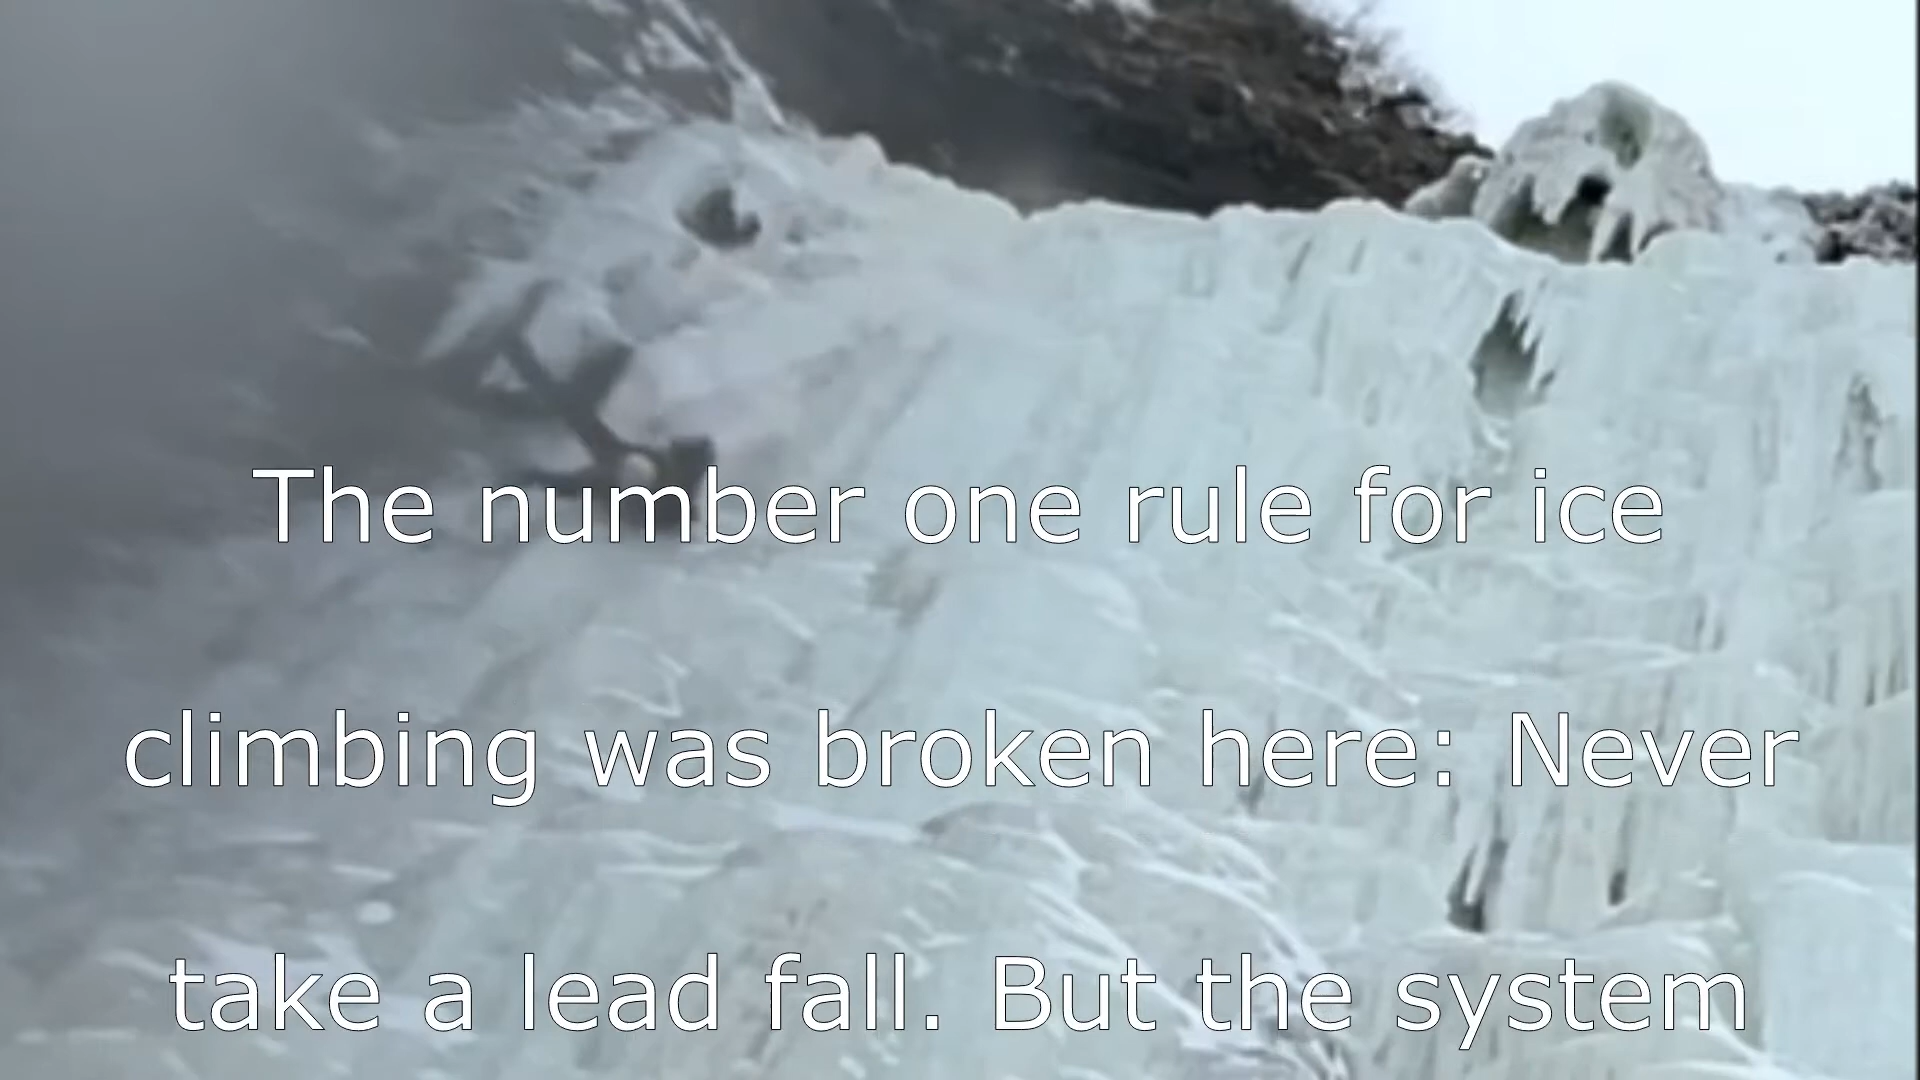 The number one rule for ice
climbing was broken here: Never
take a lead fall. But the system